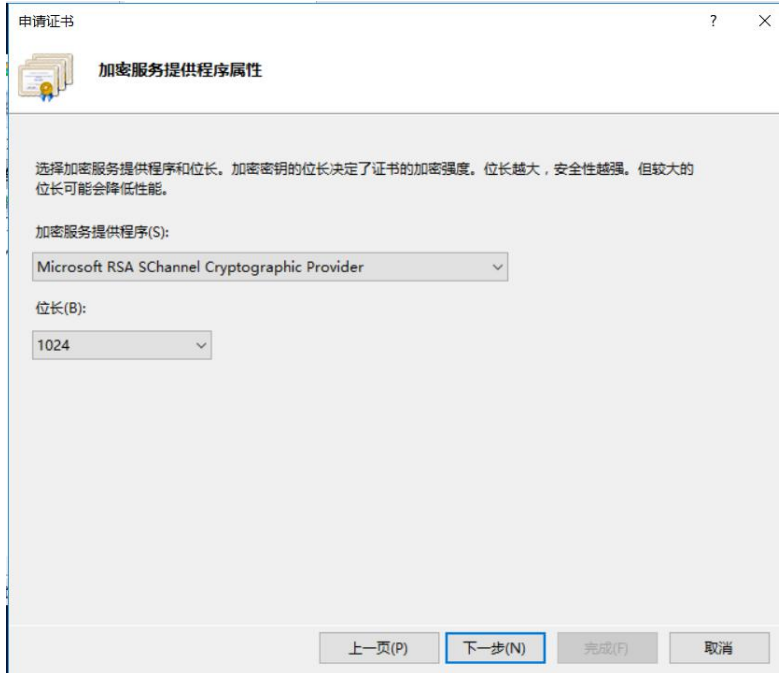 申请证书
?
加密服务提供程序属性
选择加密服务提供程序和位长。加密密钥的位长决定了证书的加密强度。位长越大，安全性越强。但较大的
位长可能会降低性能。
加密服务提供程序(S):
Microsoft RSA SChannel Cryptographic Provider
位长(B):
1024
上一页(P) 下一步(N) 完成(F) 取消